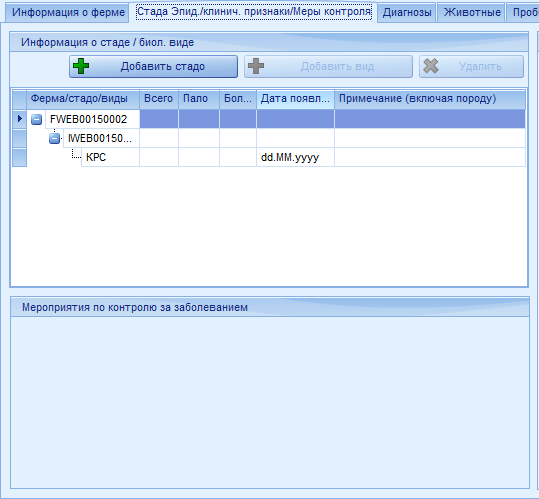 Информация о ферме Стада Эпид./клинич. признаки/Меры контроля Диагнозы Животные Проб
Информация о стаде / биол. виде
Добавить стадо Добавить вид Удалить
Ферма/стадо/виды Всего Пало Бол... Дата появл... Примечание (включая породу)
FWEB00150002
IWEB00150...
КРС dd.MM.yyyy
Мероприятия по контролю за заболеванием